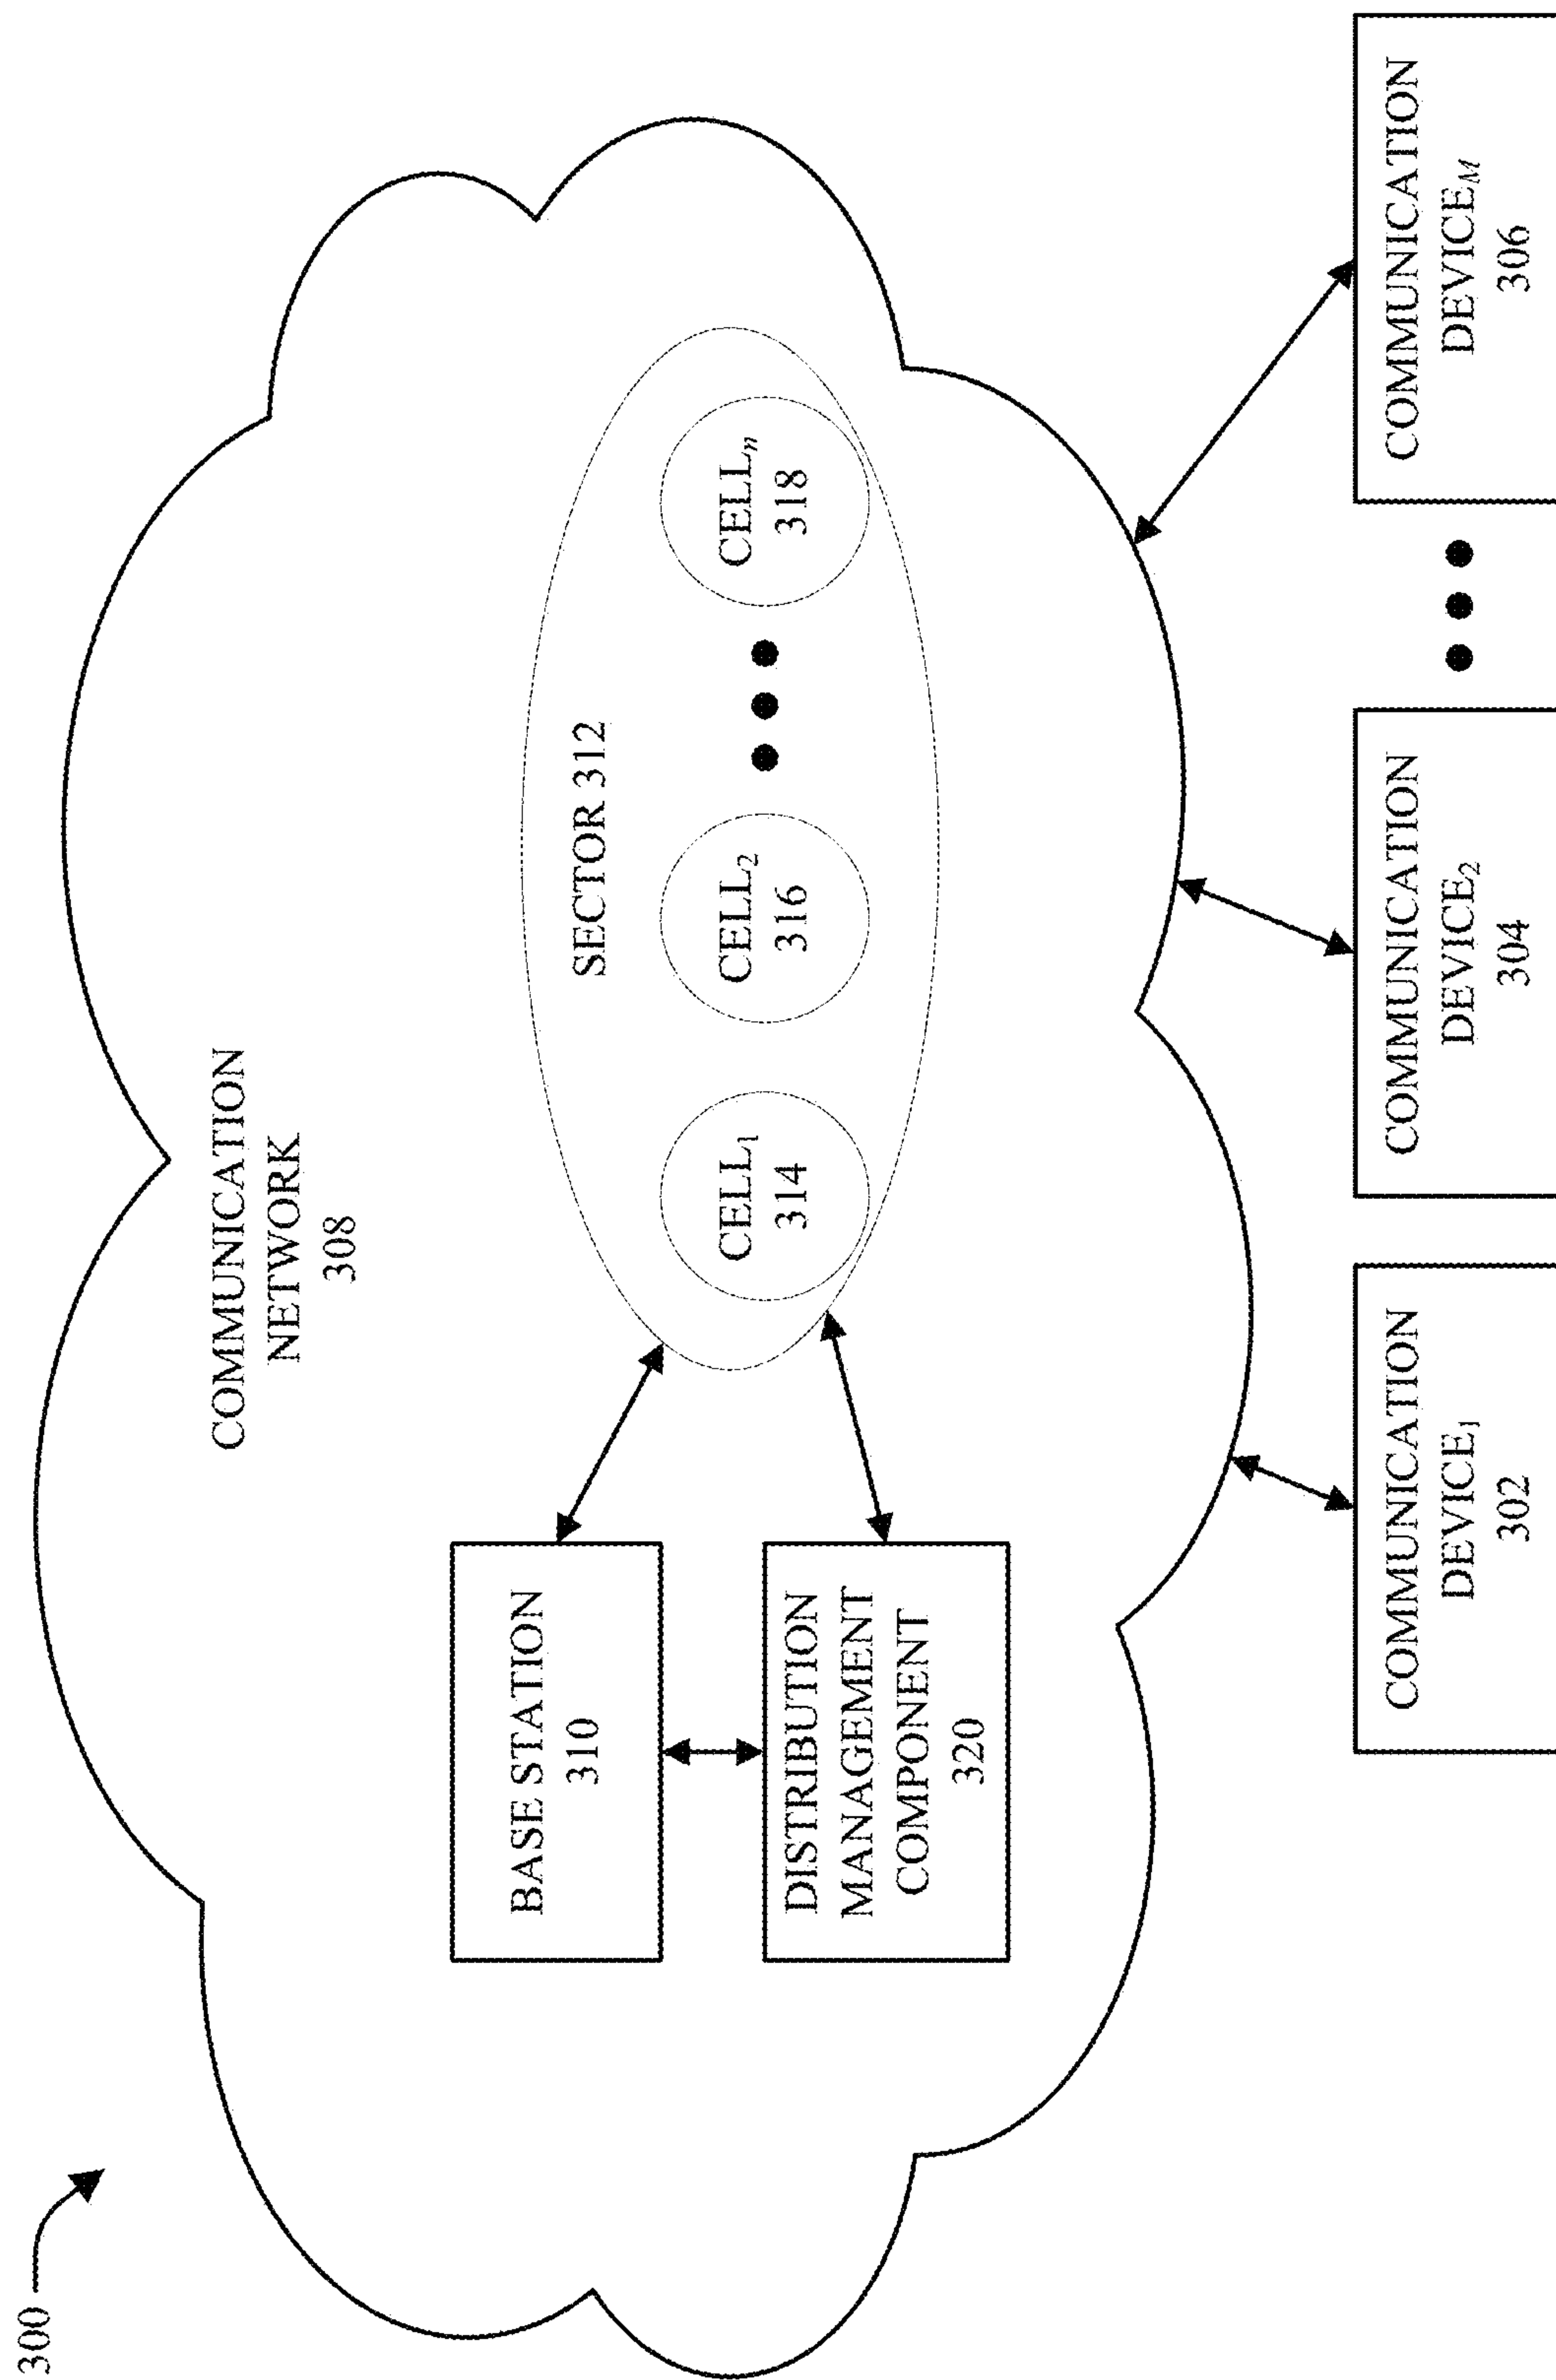 300
COMMUNICATION
NETWORK
308
BASE STATION
310
DISTRIBUTION
MANAGEMENT
COMPONENT
320
SECTOR 312
CELL₁
314
CELL₂
316
CELLₙ
318
COMMUNICATION
DEVICE₁
302
COMMUNICATION
DEVICE₂
304
COMMUNICATION
DEVICE_M
306